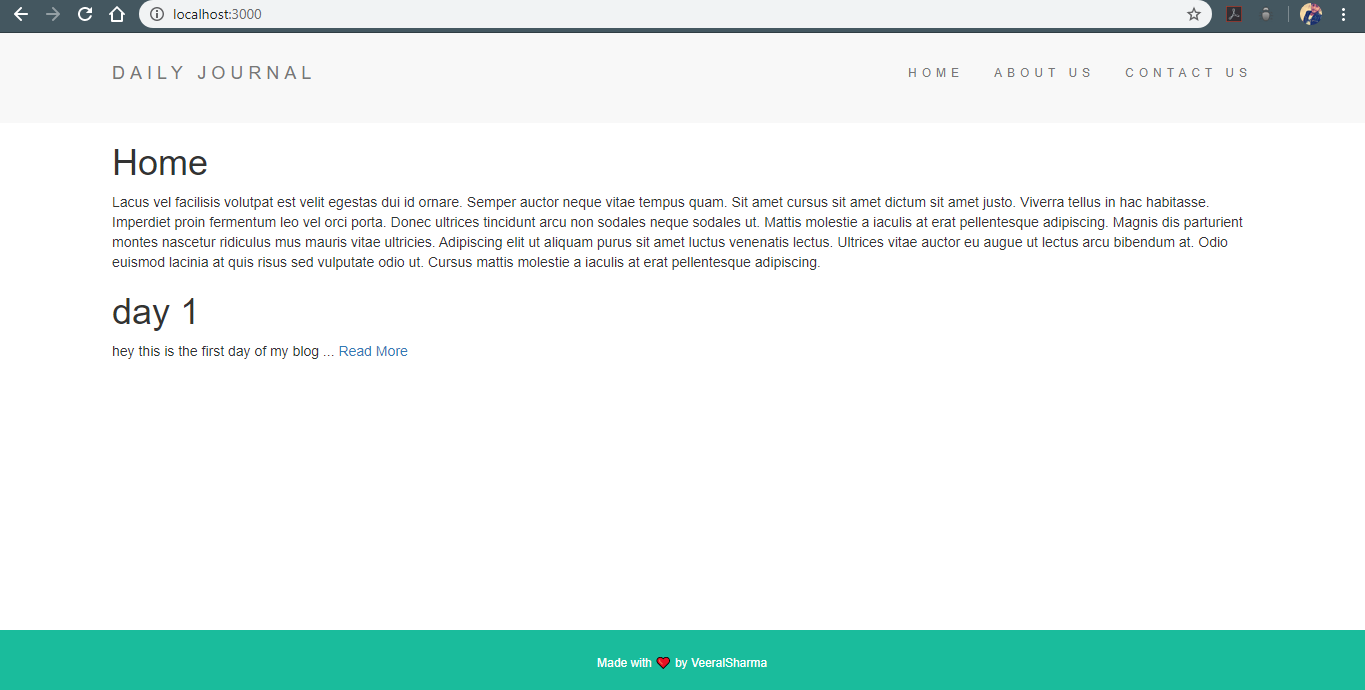 localhost:3000
DAILY JOURNAL
HOME ABOUT US CONTACT US
Home
Lacus vel facilisis volutpat est velit egestas dui id ornare. Semper auctor neque vitae tempus quam. Sit amet cursus sit amet dictum sit amet justo. Viverra tellus in hac habitasse.
Imperdiet proin fermentum leo vel orci porta. Donec ultrices tincidunt arcu non sodales neque sodales ut. Mattis molestie a iaculis at erat pellentesque adipiscing. Magnis dis parturient
montes nascetur ridiculus mus mauris vitae ultricies. Adipiscing elit ut aliquam purus sit amet luctus venenatis lectus. Ultrices vitae auctor eu augue ut lectus arcu bibendum at. Odio
euismod lacinia at quis risus sed vulputate odio ut. Cursus mattis molestie a iaculis at erat pellentesque adipiscing.
day 1
hey this is the first day of my blog ... Read More
Made with ❤ by VeeralSharma